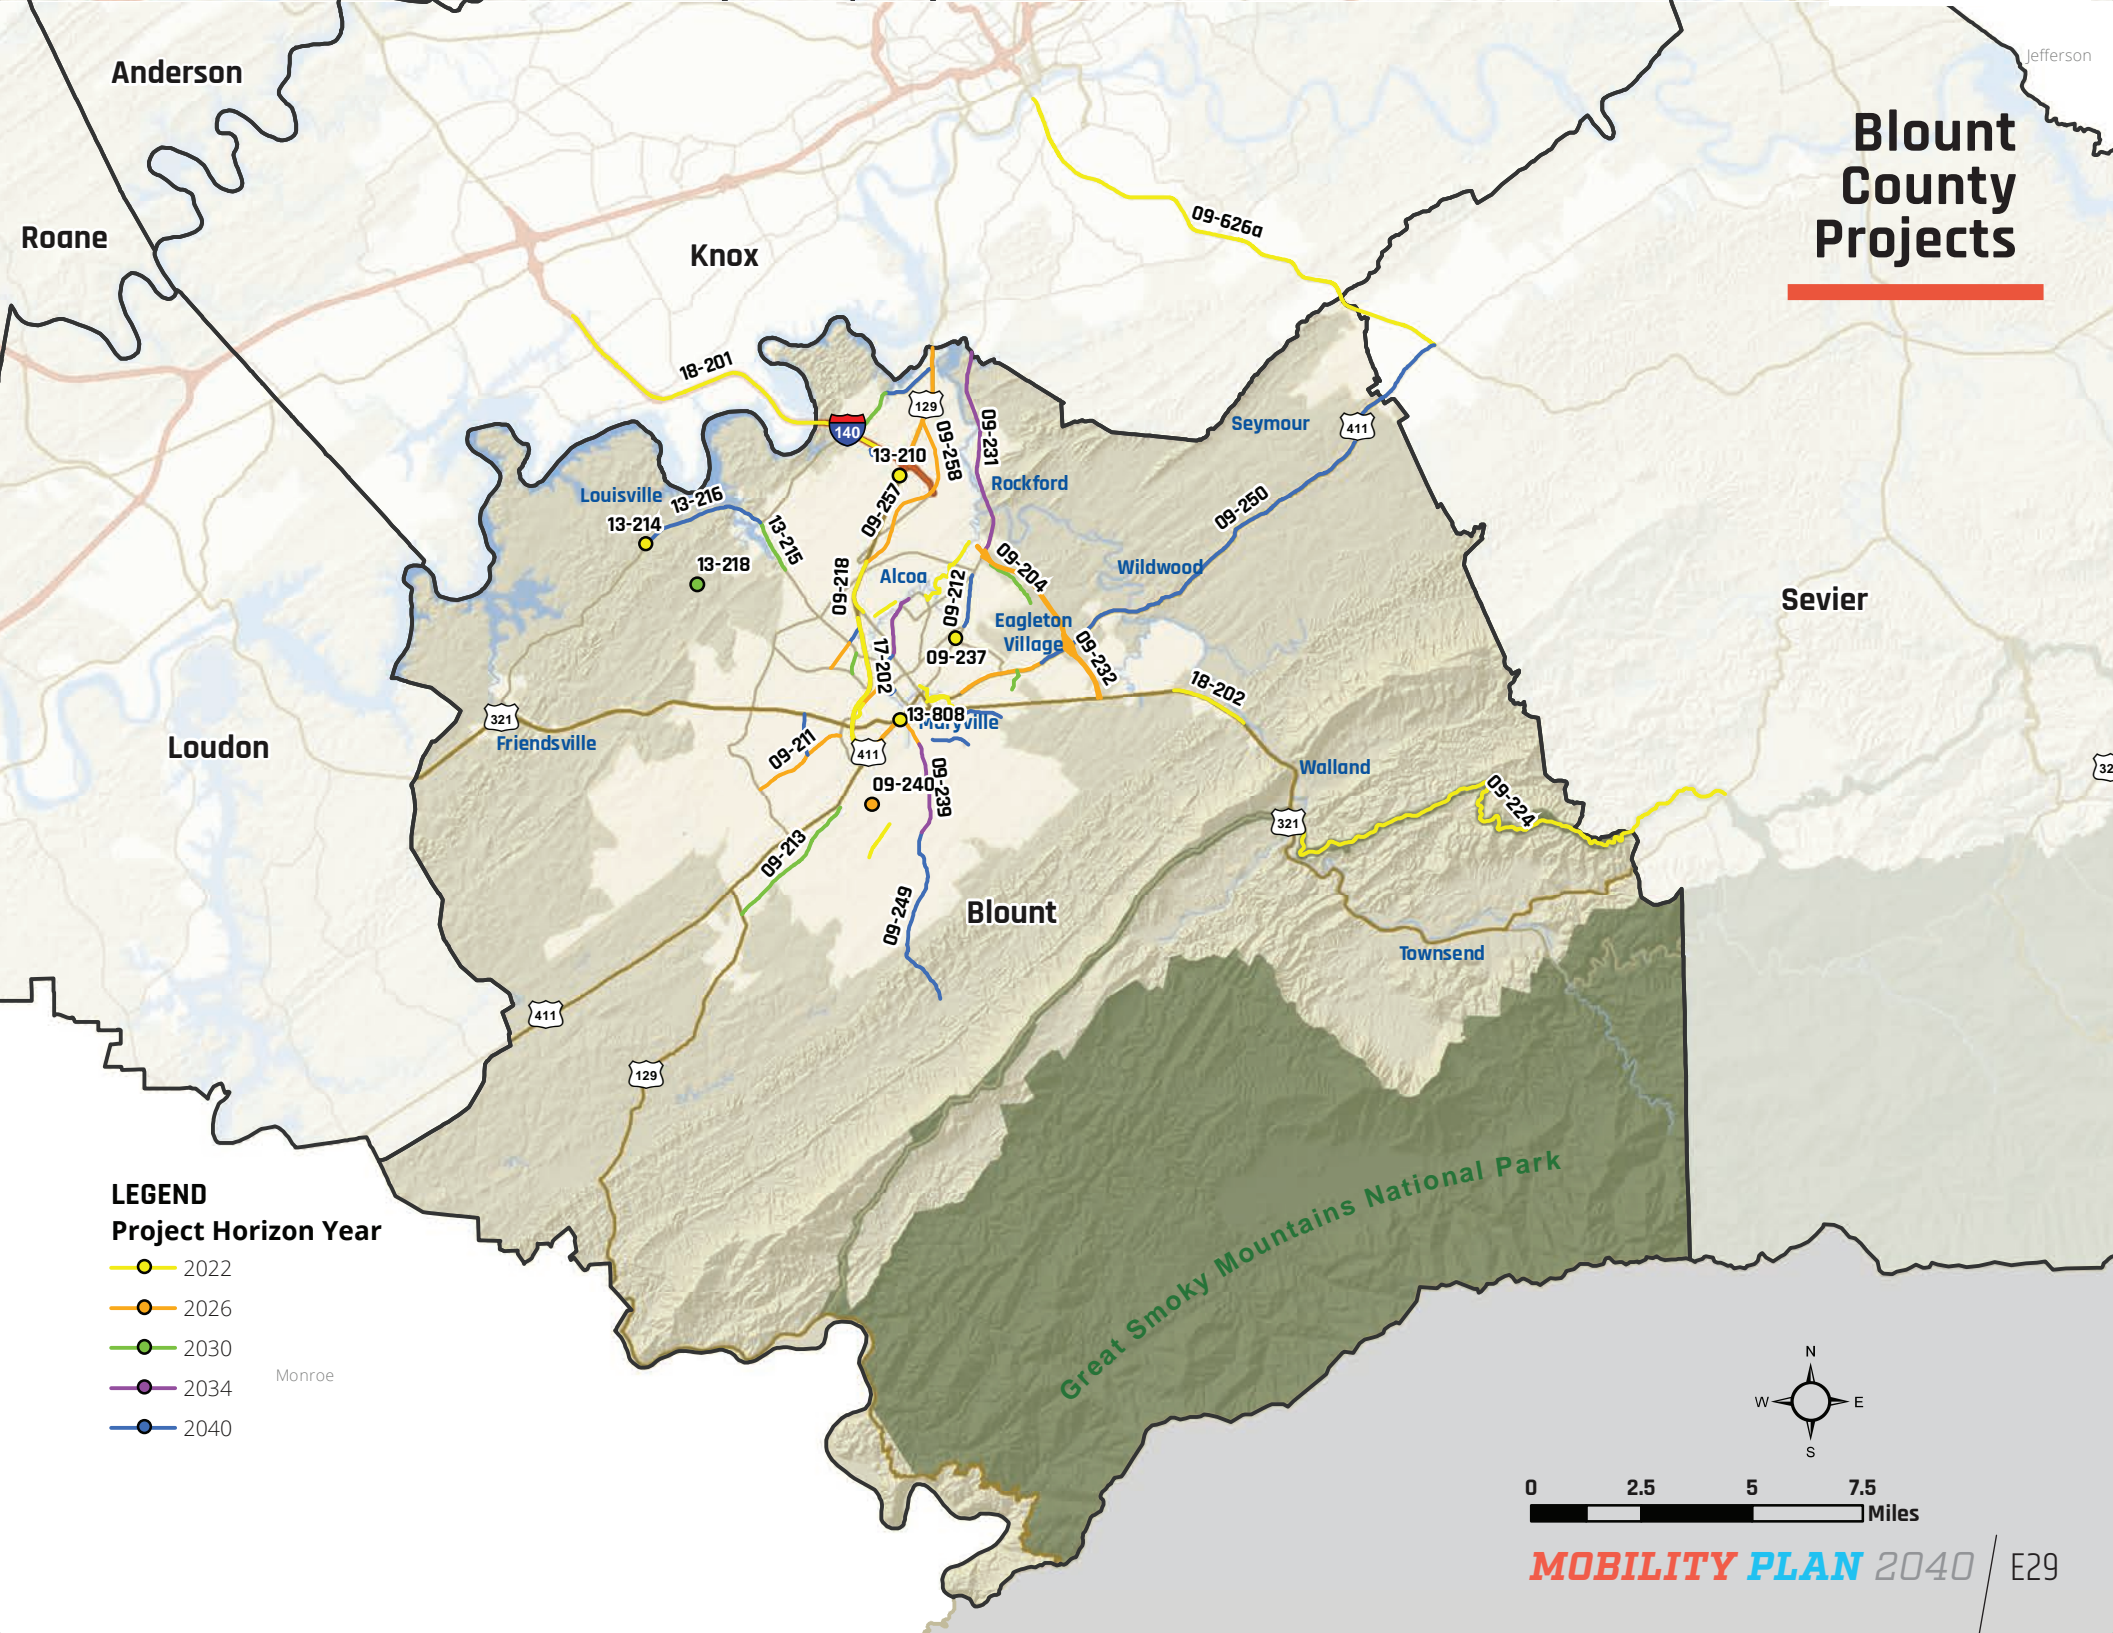 Anderson
Jefferson
Blount
County
Projects
Roane
Knox
09-626a
18-201
129
140
Seymour
411
09-231
09-258
13-210
Rockford
Louisville
13-216
13-214
09-257
09-250
13-215
13-218
09-204
Wildwood
Alcoa
09-218
09-212
Sevier
Eagleton
Village
09-237
17-202
09-232
18-202
321
13-808
Maryville
Friendsville
Loudon
09-211
411
Walland
32
09-240
09-239
09-224
321
09-213
09-249
Blount
Townsend
411
129
Great Smoky Mountains National Park
LEGEND
Project Horizon Year
2022
2026
2030
2034
2040
Monroe
N
W E
S
0 2.5 5 7.5
Miles
MOBILITY PLAN 2040 E29